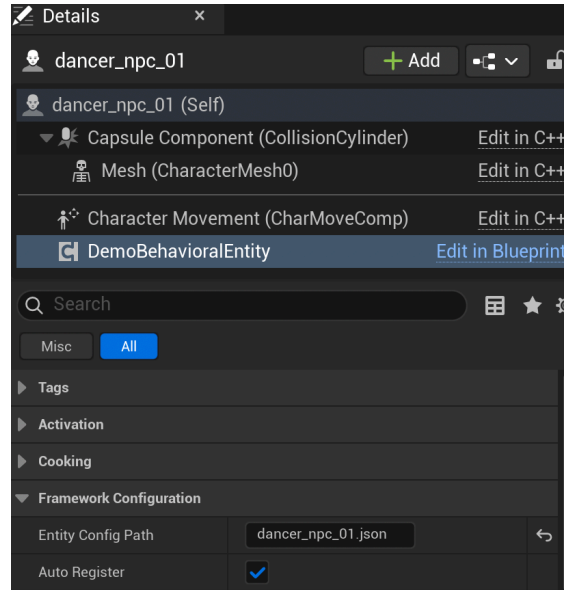 Details
dancer_npc_01
Add
dancer_npc_01 (Self)
Capsule Component (CollisionCylinder) Edit in C++
Mesh (CharacterMesh0) Edit in C++
Character Movement (CharMoveComp) Edit in C++
DemoBehavioralEntity Edit in Blueprint
Search
Misc All
Tags
Activation
Cooking
Framework Configuration
Entity Config Path dancer_npc_01.json
Auto Register